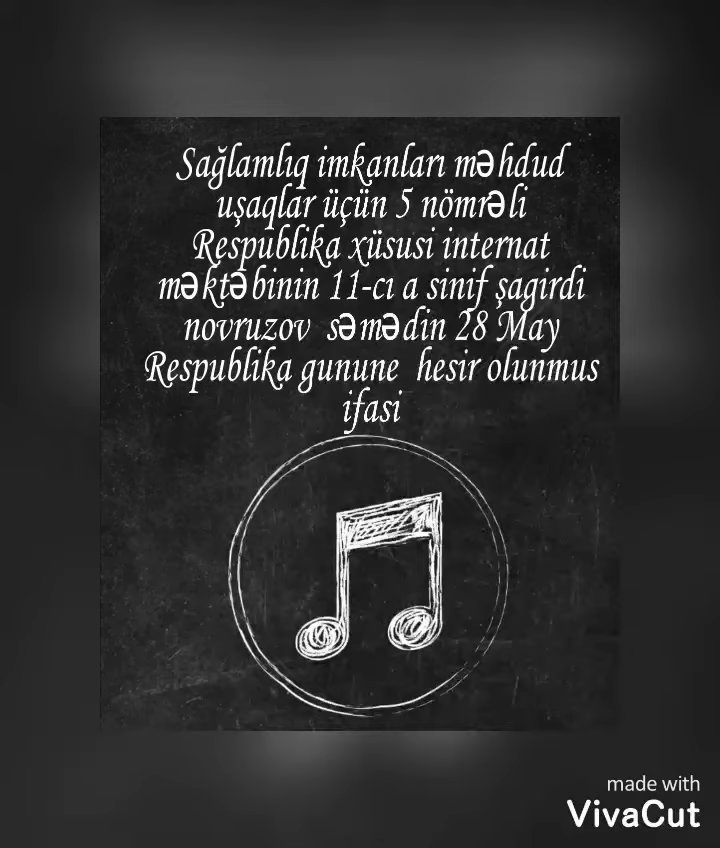 Sağlamlıq imkanları məhdud
uşaqlar üçün 5 nömrəli
Respublika xüsusi internat
məktəbinin 11-cı a sinif şagirdi
novruzov səmədin 28 May
Respublika gunune hesir olunmus
ifasi
made with
VivaCut